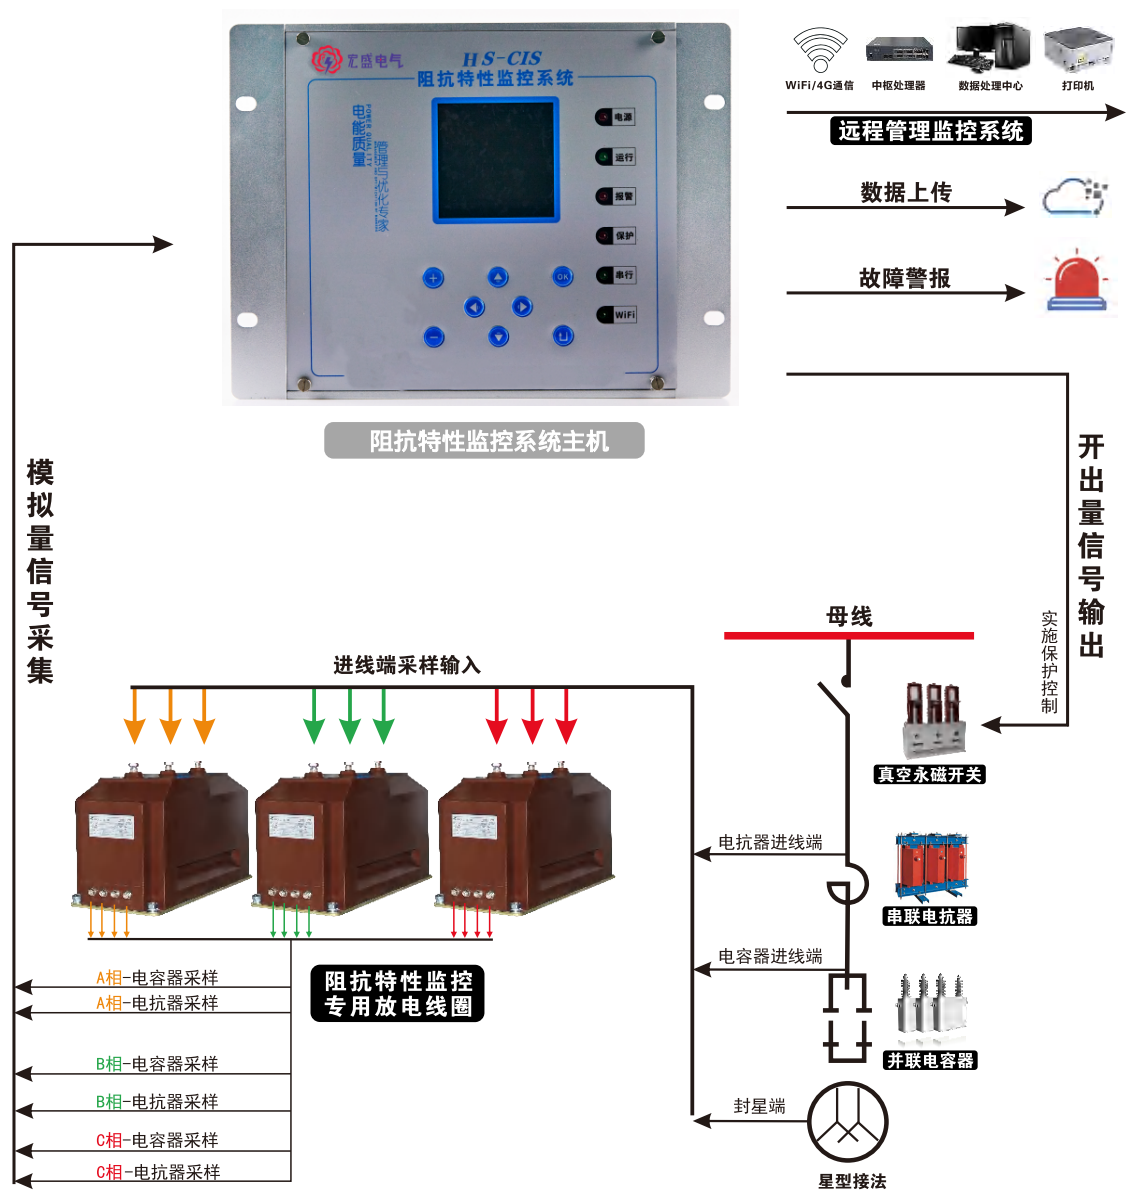 宏盛电气
HS-CIS
阻抗特性监控系统
电能质量
POWER QUALITY
管理与优化专家
电源
运行
报警
保护
串行
WiFi
OK
WiFi/4G通信
中枢处理器
数据处理中心
打印机
远程管理监控系统
数据上传
故障警报
阻抗特性监控系统主机
模拟量信号采集
开出量信号输出
实施保护控制
母线
进线端采样输入
真空永磁开关
电抗器进线端
串联电抗器
电容器进线端
阻抗特性监控
专用放电线圈
A相-电容器采样
A相-电抗器采样
B相-电容器采样
B相-电抗器采样
C相-电容器采样
C相-电抗器采样
并联电容器
封星端
星型接法